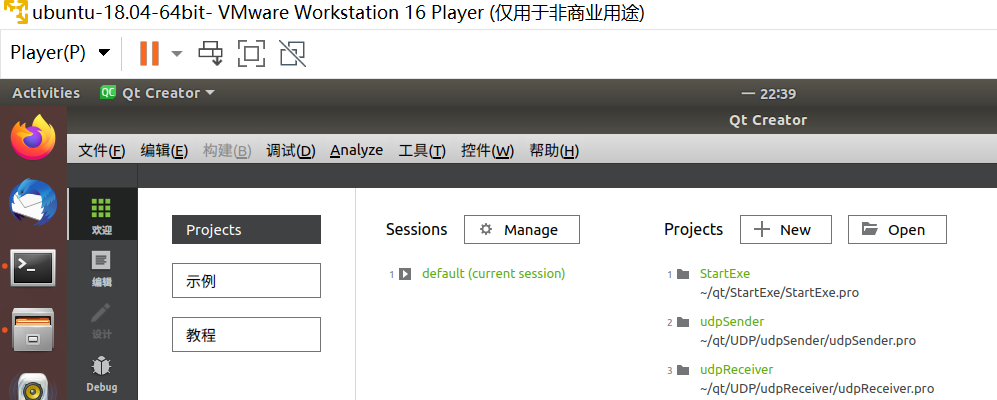 ubuntu-18.04-64bit- VMware Workstation 16 Player (仅用于非商业用途)
Player(P)
Activities QC Qt Creator 一 22:39
Qt Creator
文件(F) 编辑(E) 构建(B) 调试(D) Analyze 工具(T) 控件(W) 帮助(H)
欢迎
编辑
设计
Debug
Projects
示例
教程
Sessions Manage
1 default (current session)
Projects New Open
1 StartExe
~/qt/StartExe/StartExe.pro
2 udpSender
~/qt/UDP/udpSender/udpSender.pro
3 udpReceiver
~/qt/UDP/udpReceiver/udpReceiver.pro